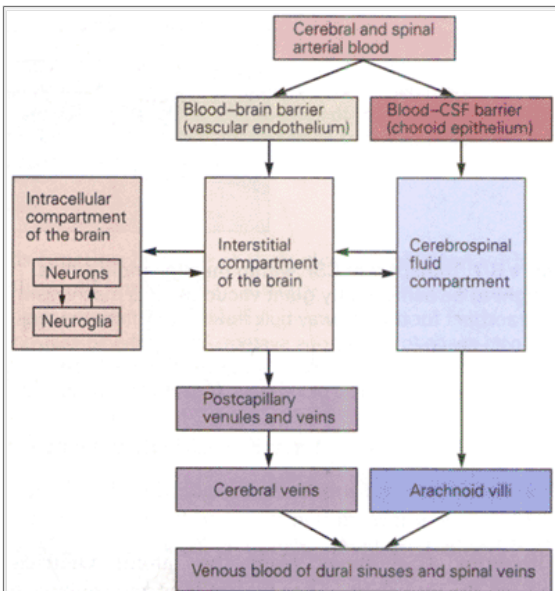 Cerebral and spinal
arterial blood
Blood–brain barrier
(vascular endothelium)
Blood–CSF barrier
(choroid epithelium)
Intracellular
compartment
of the brain
Neurons
Neuroglia
Interstitial
compartment
of the brain
Cerebrospinal
fluid
compartment
Postcapillary
venules and veins
Cerebral veins
Arachnoid villi
Venous blood of dural sinuses and spinal veins